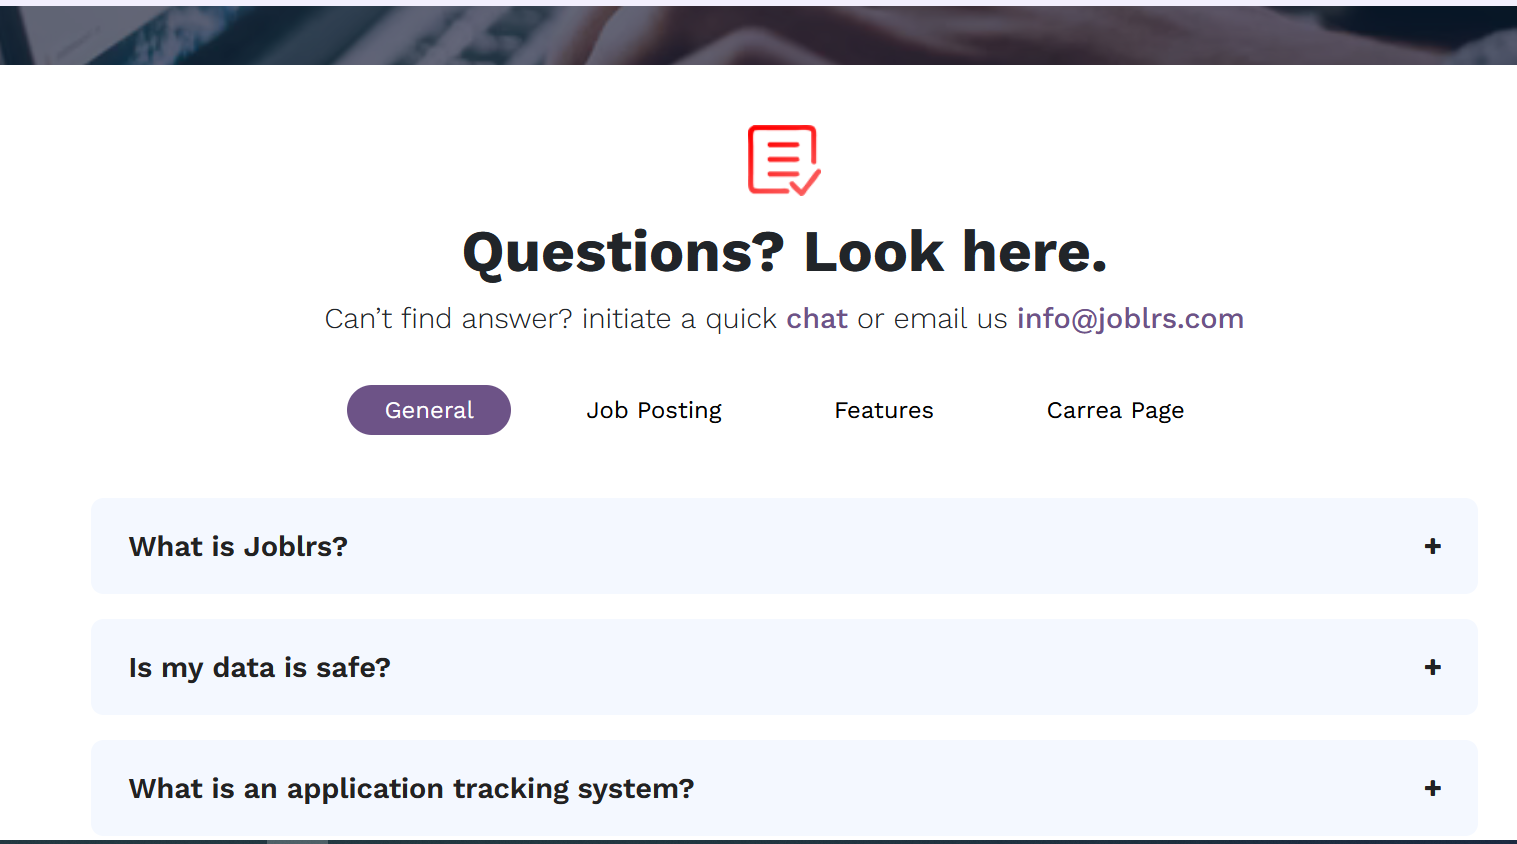 Questions? Look here.
Can’t find answer? initiate a quick chat or email us info@joblrs.com
General Job Posting Features Carrea Page
What is Joblrs? +
Is my data is safe? +
What is an application tracking system? +